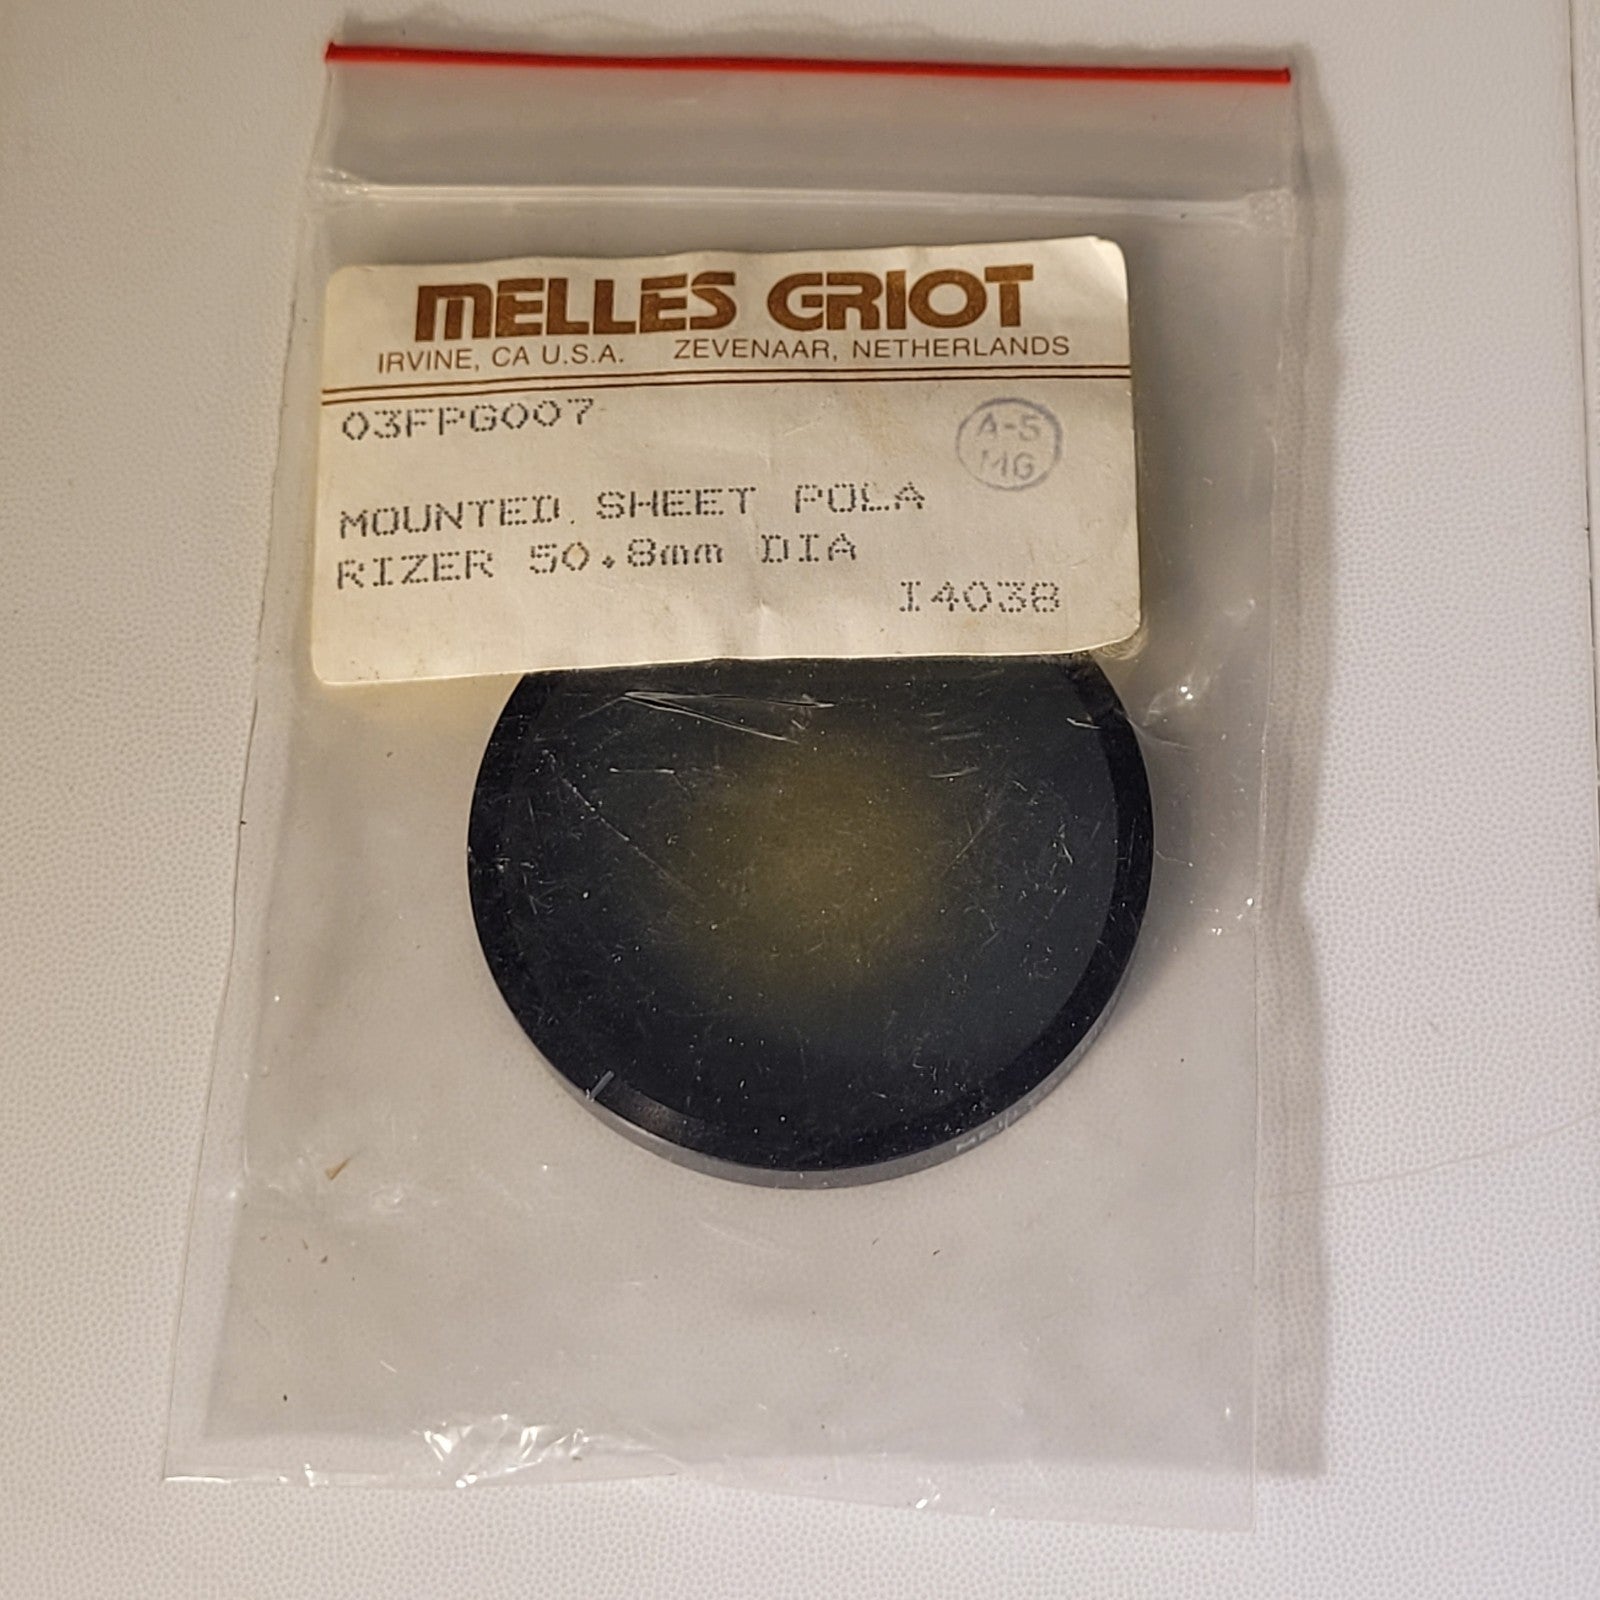 MELLES GRIOT
IRVINE, CA U.S.A. ZEVENAAR, NETHERLANDS
03FPG007
A-5
MG
MOUNTED SHEET POLA
RIZER 50.8mm DIA
I4038